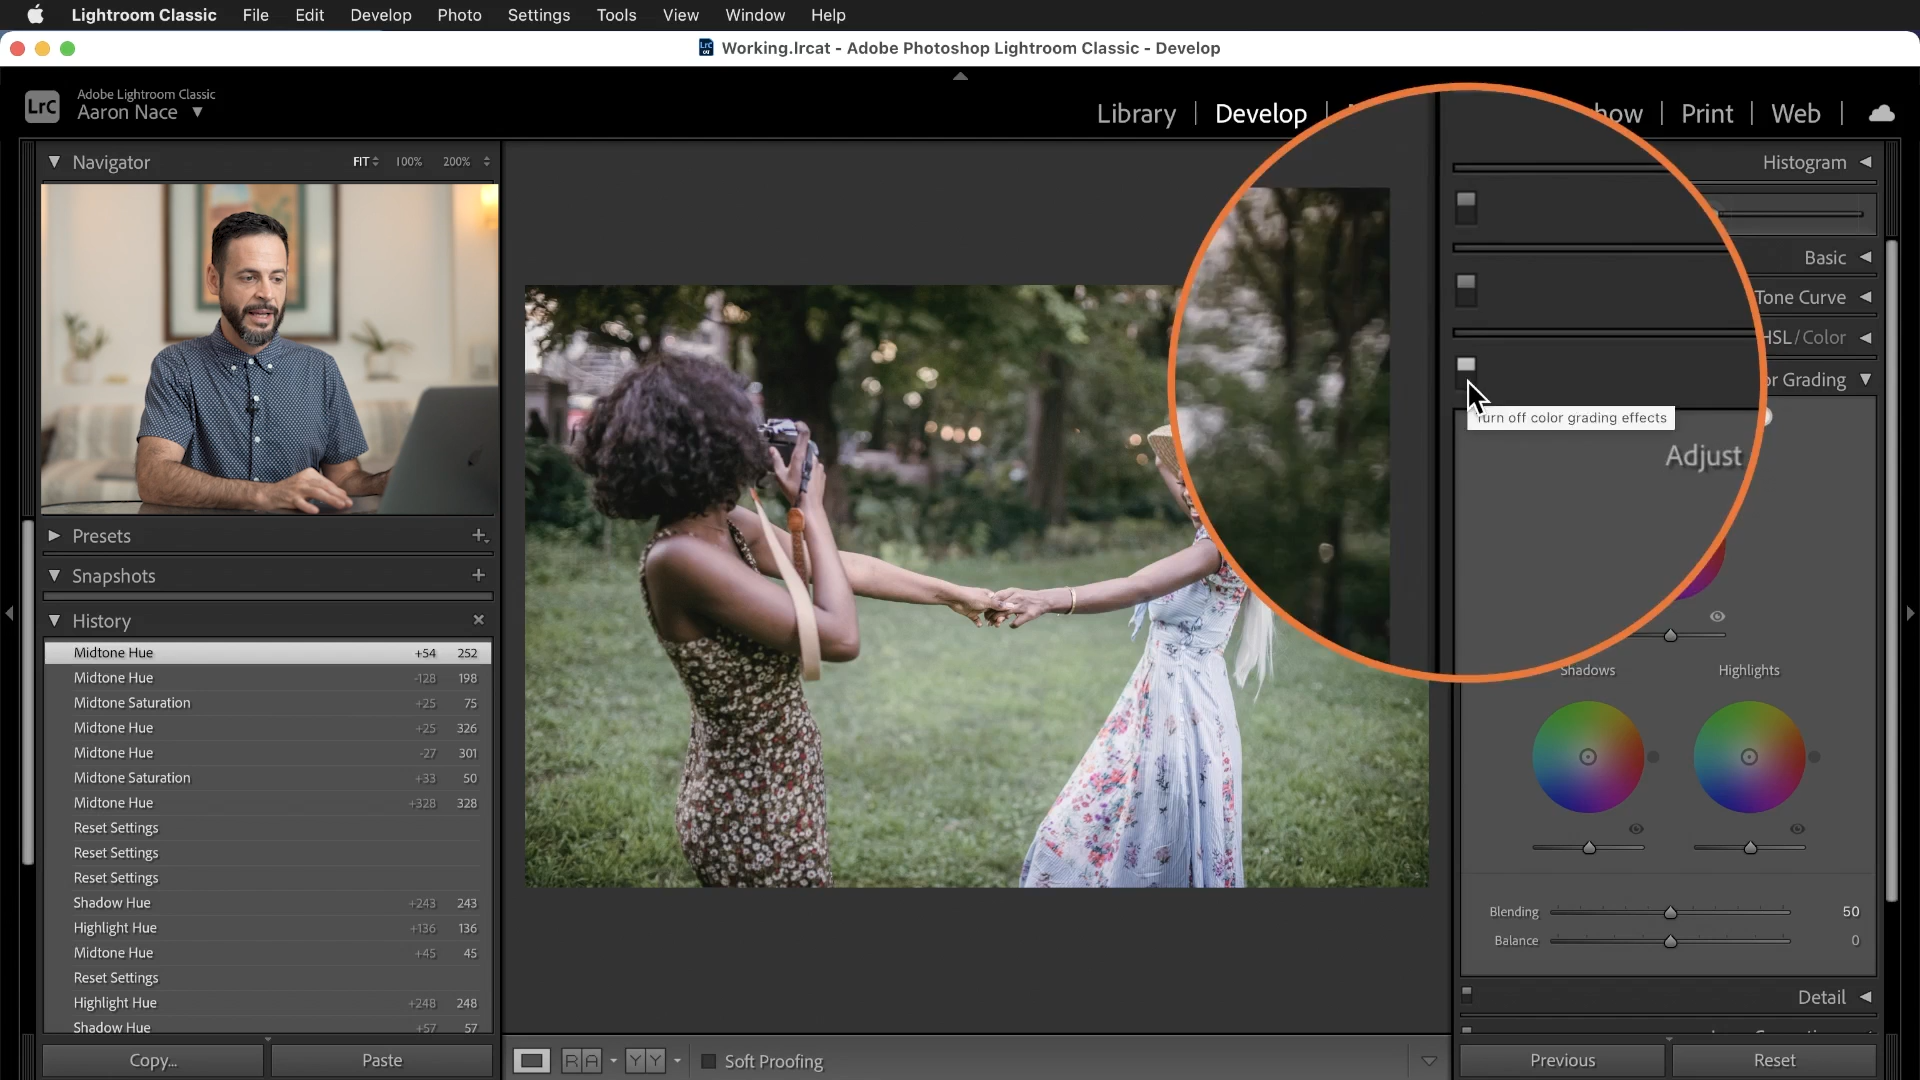 Lightroom Classic File Edit Develop Photo Settings Tools View Window Help
LrC Working.lrcat - Adobe Photoshop Lightroom Classic - Develop
LrC Adobe Lightroom Classic
Aaron Nace ▼
Library | Develop | Print | Web |
Navigator FIT 100% 200%
Presets
Snapshots
History
Midtone Hue +54 252
Midtone Hue -128 198
Midtone Saturation +25 75
Midtone Hue +25 326
Midtone Hue -27 301
Midtone Saturation +33 50
Midtone Hue +328 328
Reset Settings
Reset Settings
Reset Settings
Shadow Hue +243 243
Highlight Hue +136 136
Midtone Hue +45 45
Reset Settings
Highlight Hue +248 248
Shadow Hue +57 57
Copy... Paste
R A Y Y Soft Proofing
Histogram
Basic
Tone Curve
HSL / Color
Grading
Turn off color grading effects
Adjust
Shadows Highlights
Blending 50
Balance 0
Detail
Previous Reset